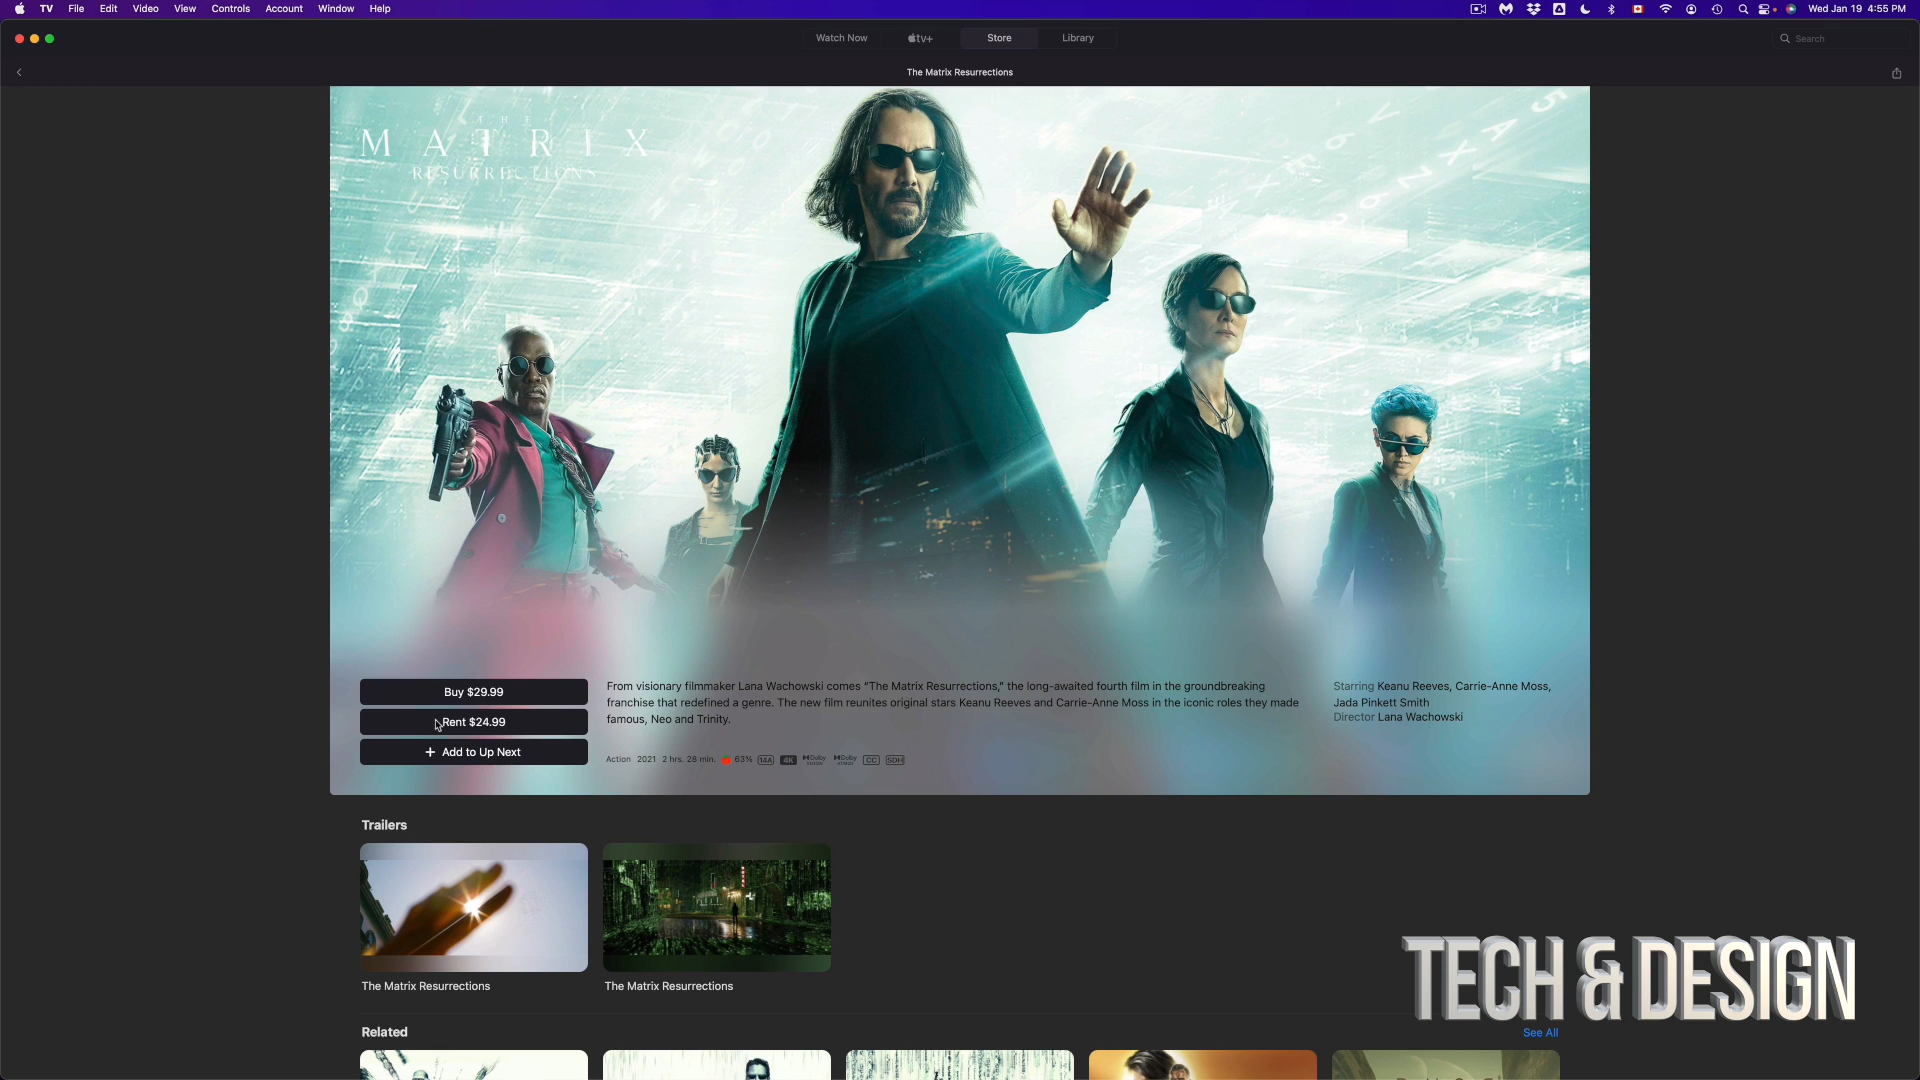 TV File Edit Video View Controls Account Window Help
Wed Jan 19 4:55 PM
Watch Now
tv+
Store
Library
Search
The Matrix Resurrections
THE
MATRIX
RESURRECTIONS
Buy $29.99
Rent $24.99
+ Add to Up Next
From visionary filmmaker Lana Wachowski comes “The Matrix Resurrections,” the long-awaited fourth film in the groundbreaking
franchise that redefined a genre. The new film reunites original stars Keanu Reeves and Carrie-Anne Moss in the iconic roles they made
famous, Neo and Trinity.
Action 2021 2 hrs. 28 min. 63% 14A 4K Dolby VISION Dolby ATMOS CC SDH
Starring Keanu Reeves, Carrie-Anne Moss,
Jada Pinkett Smith
Director Lana Wachowski
Trailers
The Matrix Resurrections
The Matrix Resurrections
TECH & DESIGN
Related
See All